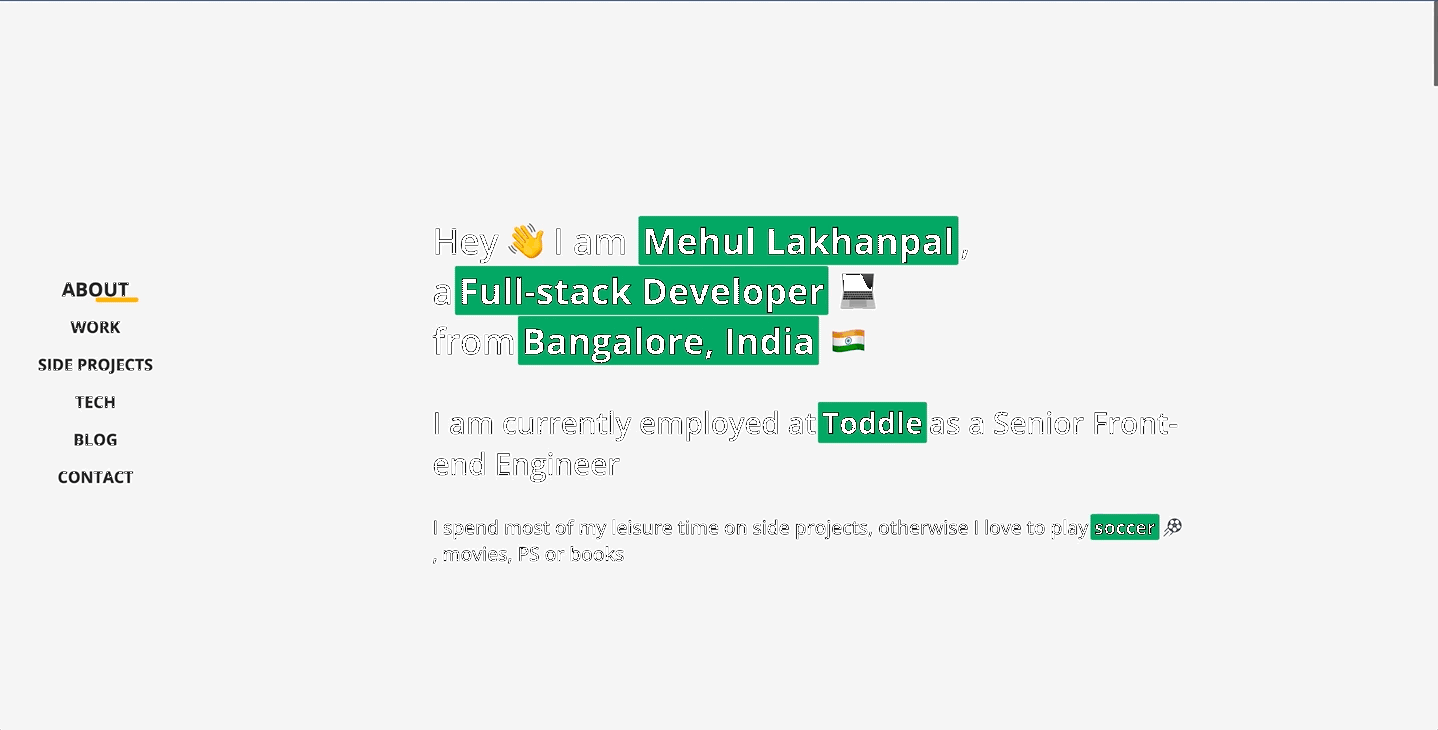 ABOUT
WORK
SIDE PROJECTS
TECH
BLOG
CONTACT
Hey 👋 I am Mehul Lakhanpal,
a Full-stack Developer 💻
from Bangalore, India 🇮🇳
I am currently employed at Toddle as a Senior Front-
end Engineer
I spend most of my leisure time on side projects, otherwise I love to play soccer ⚽
, movies, PS or books